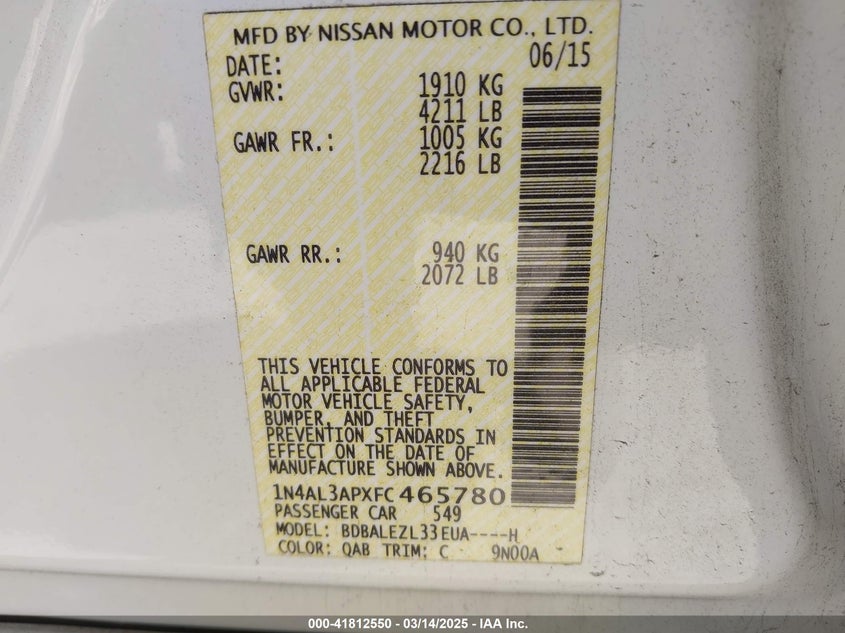 MFD BY NISSAN MOTOR CO., LTD.
DATE: 06/15
GVWR: 1910 KG
4211 LB
GAWR FR.: 1005 KG
2216 LB
GAWR RR.: 940 KG
2072 LB
THIS VEHICLE CONFORMS TO
ALL APPLICABLE FEDERAL
MOTOR VEHICLE SAFETY,
BUMPER, AND THEFT
PREVENTION STANDARDS IN
EFFECT ON THE DATE OF
MANUFACTURE SHOWN ABOVE.
1N4AL3APXFC465780
PASSENGER CAR 549
MODEL: BDBALEZL33EUA----H
COLOR: QAB TRIM: C 9N00A
000-41812550 - 03/14/2025 - IAA Inc.